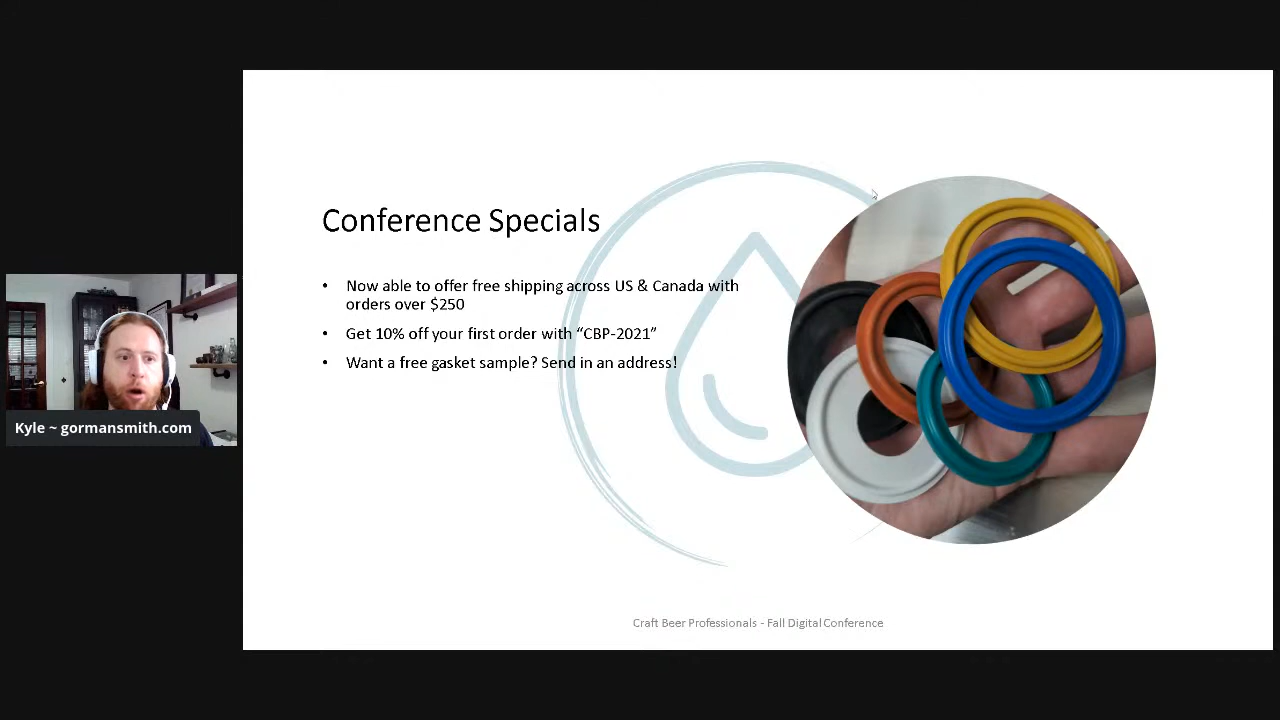 Conference Specials
• Now able to offer free shipping across US & Canada with
orders over $250
• Get 10% off your first order with “CBP-2021”
• Want a free gasket sample? Send in an address!
Kyle ~ gormansmith.com
Craft Beer Professionals - Fall Digital Conference